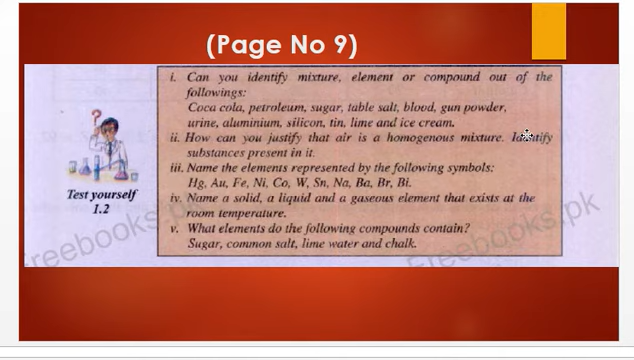 (Page No 9)
i. Can you identify mixture, element or compound out of the
followings:
Coca cola, petroleum, sugar, table salt, blood, gun powder,
urine, aluminium, silicon, tin, lime and ice cream.
ii. How can you justify that air is a homogenous mixture. Identify
substances present in it.
iii. Name the elements represented by the following symbols:
Hg, Au, Fe, Ni, Co, W, Sn, Na, Ba, Br, Bi.
iv. Name a solid, a liquid and a gaseous element that exists at the
room temperature.
v. What elements do the following compounds contain?
Sugar, common salt, lime water and chalk.
Test yourself
1.2
freebooks.pk
Freebooks.pk